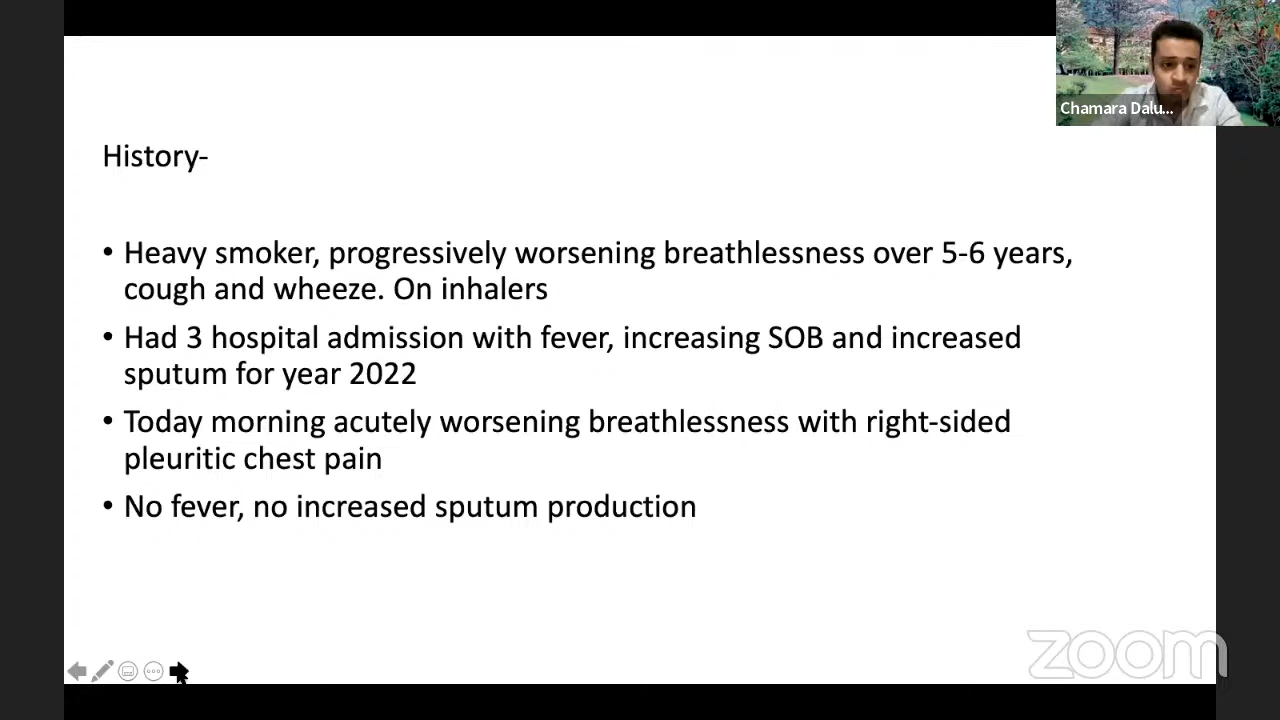 Chamara Dalu...
History-
• Heavy smoker, progressively worsening breathlessness over 5-6 years,
cough and wheeze. On inhalers
• Had 3 hospital admission with fever, increasing SOB and increased
sputum for year 2022
• Today morning acutely worsening breathlessness with right-sided
pleuritic chest pain
• No fever, no increased sputum production
zoom